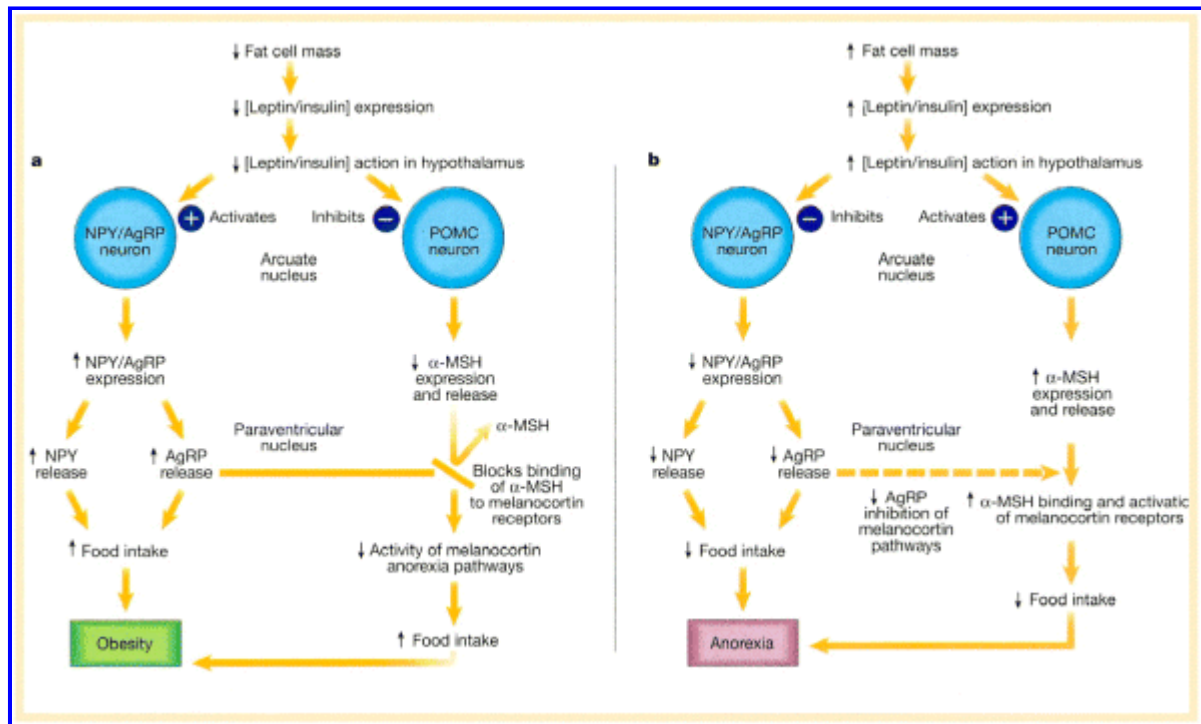 ↓ Fat cell mass
↓ [Leptin/insulin] expression
↓ [Leptin/insulin] action in hypothalamus
a
NPY/AgRP
neuron
+ Activates
Inhibits −
POMC
neuron
Arcuate
nucleus
↑ NPY/AgRP
expression
↓ α-MSH
expression
and release
α-MSH
Paraventricular
nucleus
↑ NPY
release
↑ AgRP
release
Blocks binding
of α-MSH
to melanocortin
receptors
↑ Food intake
↓ Activity of melanocortin
anorexia pathways
Obesity
↑ Food intake
↑ Fat cell mass
↑ [Leptin/insulin] expression
↑ [Leptin/insulin] action in hypothalamus
b
NPY/AgRP
neuron
− Inhibits
Activates +
POMC
neuron
Arcuate
nucleus
↓ NPY/AgRP
expression
↑ α-MSH
expression
and release
Paraventricular
nucleus
↓ NPY
release
↓ AgRP
release
↓ AgRP
inhibition of
melanocortin
pathways
↑ α-MSH binding and activatic
of melanocortin receptors
↓ Food intake
↓ Food intake
Anorexia